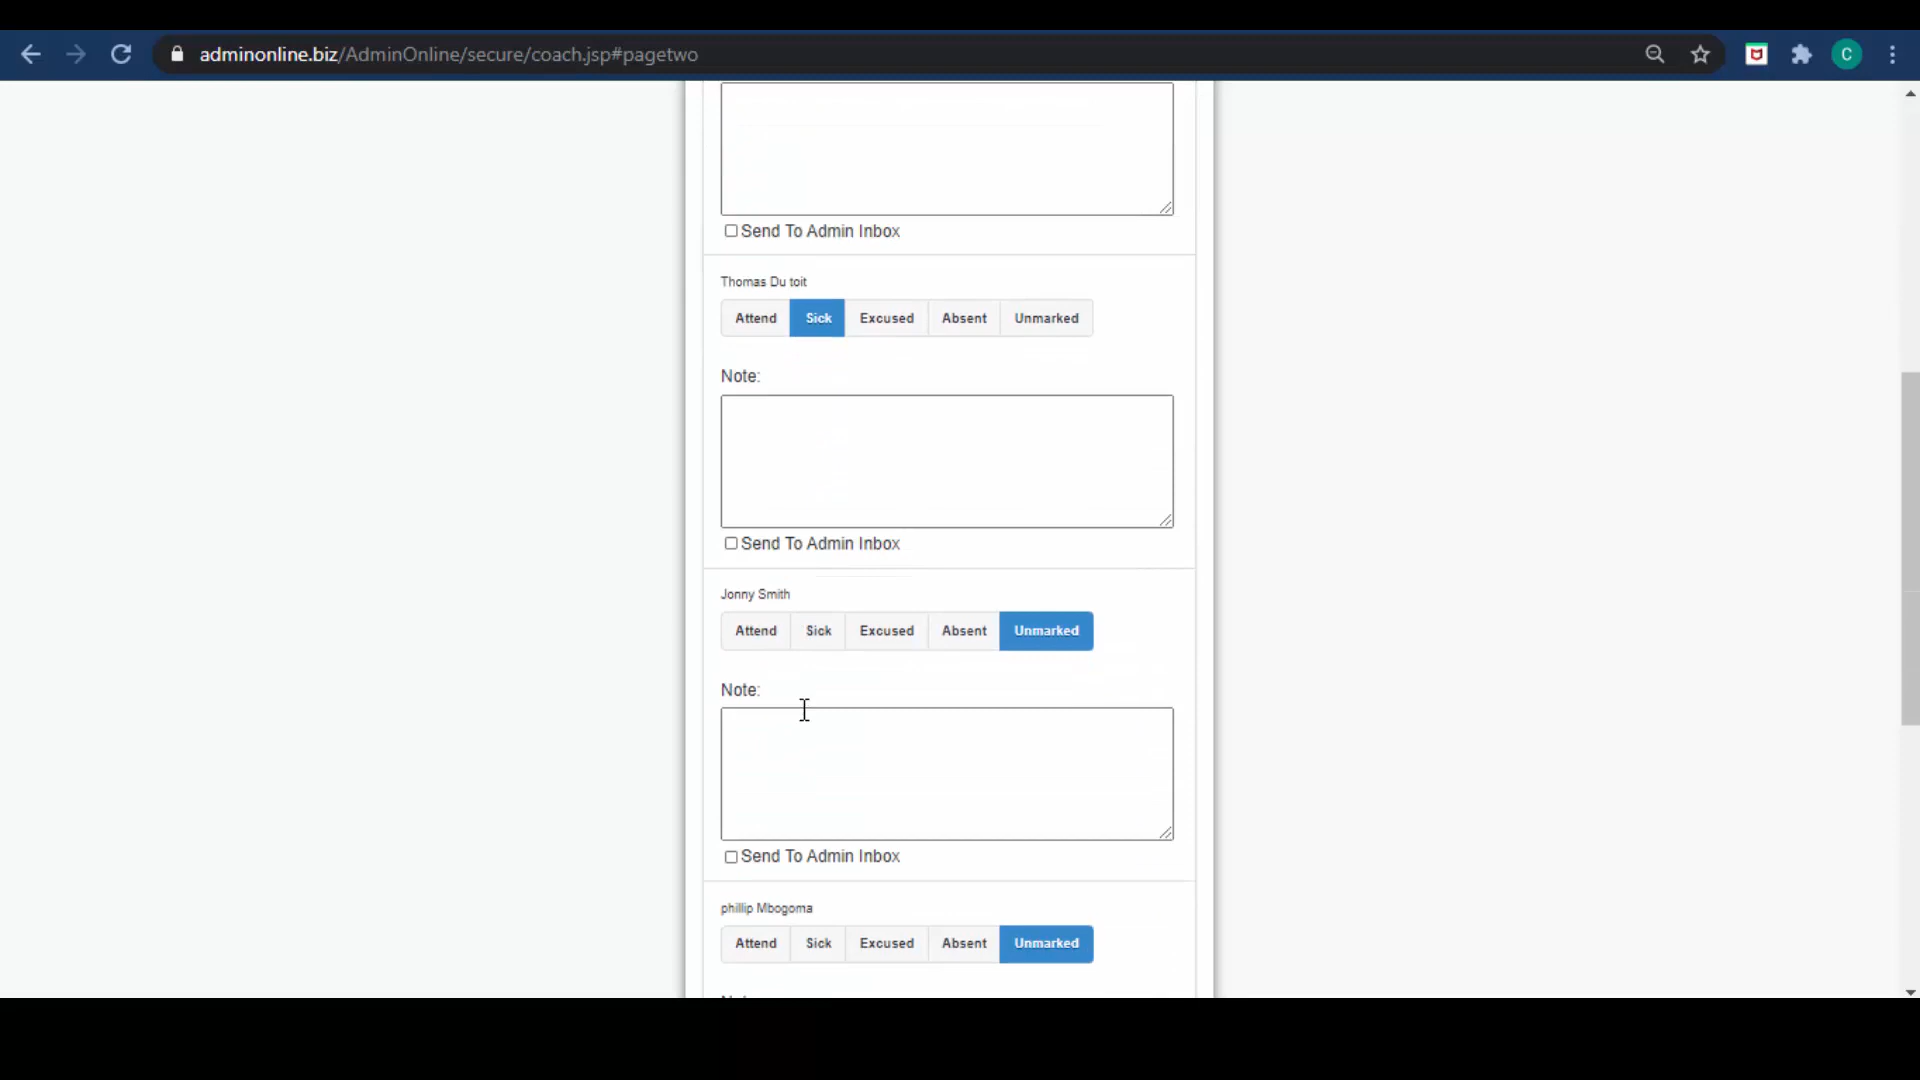 adminonline.biz/AdminOnline/secure/coach.jsp#pagetwo
C
Send To Admin Inbox
Thomas Du toit
Attend Sick Excused Absent Unmarked
Note:
Send To Admin Inbox
Jonny Smith
Attend Sick Excused Absent Unmarked
Note:
Send To Admin Inbox
phillip Mbogoma
Attend Sick Excused Absent Unmarked